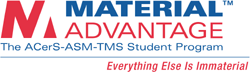 MATERIAL™
ADVANTAGE
The ACerS-ASM-TMS Student Program
Everything Else Is Immaterial